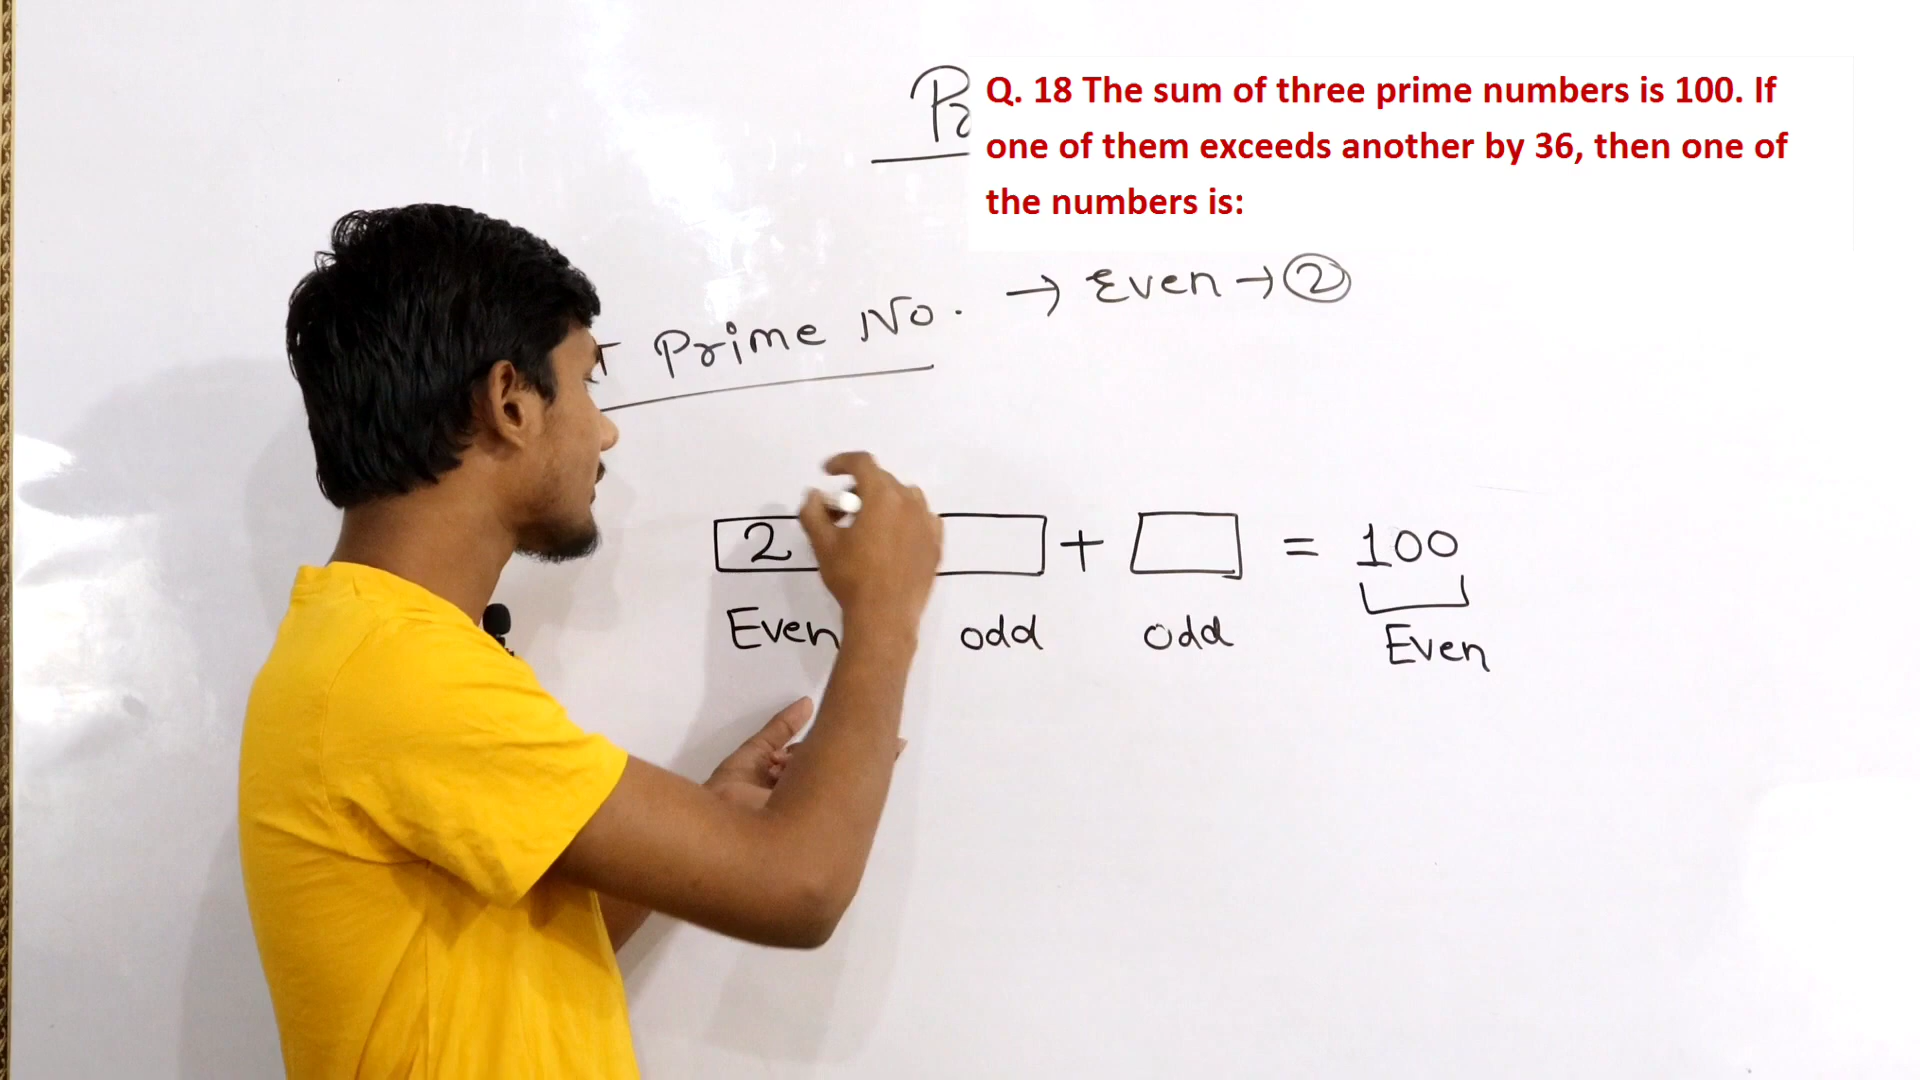 Q. 18 The sum of three prime numbers is 100. If
one of them exceeds another by 36, then one of
the numbers is:
Prime No. → Even → 2
2 + = 100
Even odd odd Even